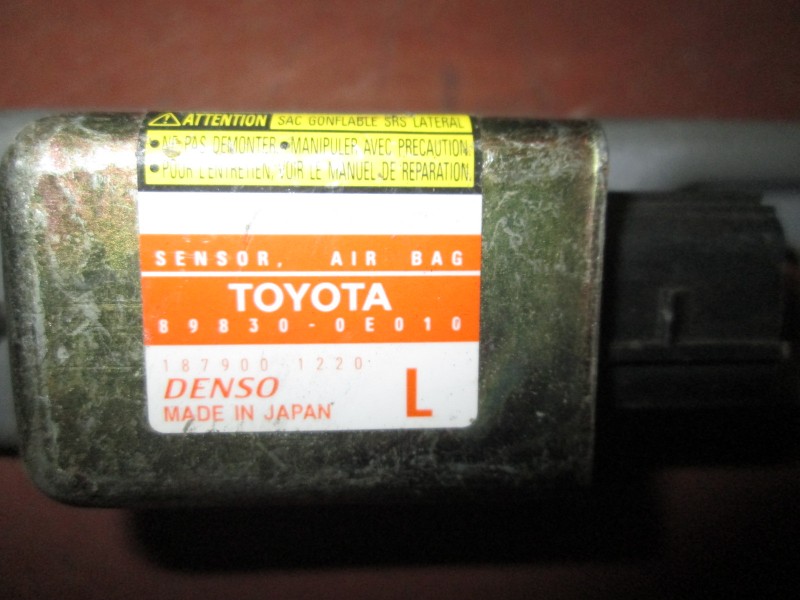 ATTENTION SAC GONFLABLE SRS LATERAL
• NE PAS DEMONTER • MANIPULER AVEC PRECAUTION.
• POUR L'ENTRETIEN, VOIR LE MANUEL DE REPARATION.
SENSOR, AIR BAG
TOYOTA
89830-0E010
187900-1220
DENSO
MADE IN JAPAN
L